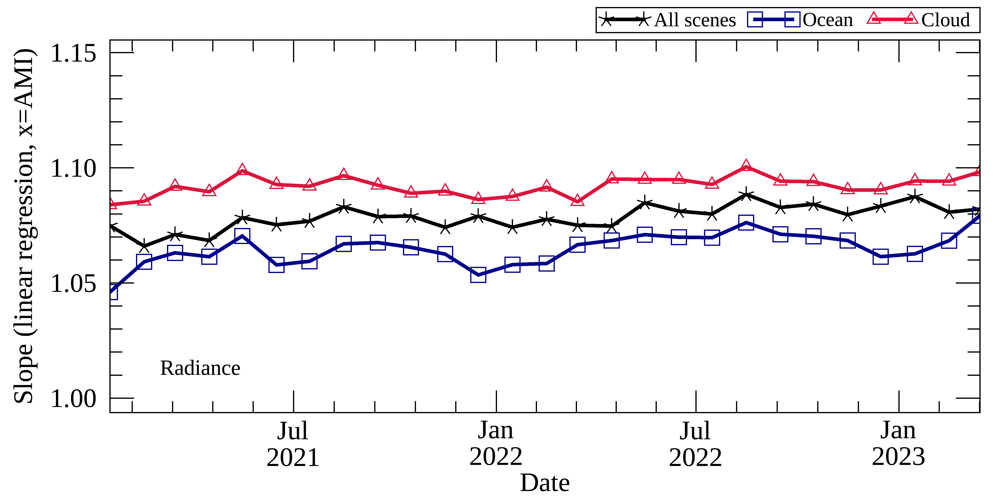 All scenes Ocean Cloud
Slope (linear regression, x=AMI)
1.15
1.10
1.05
1.00
Radiance
Jul Jan Jul Jan
2021 2022 2022 2023
Date